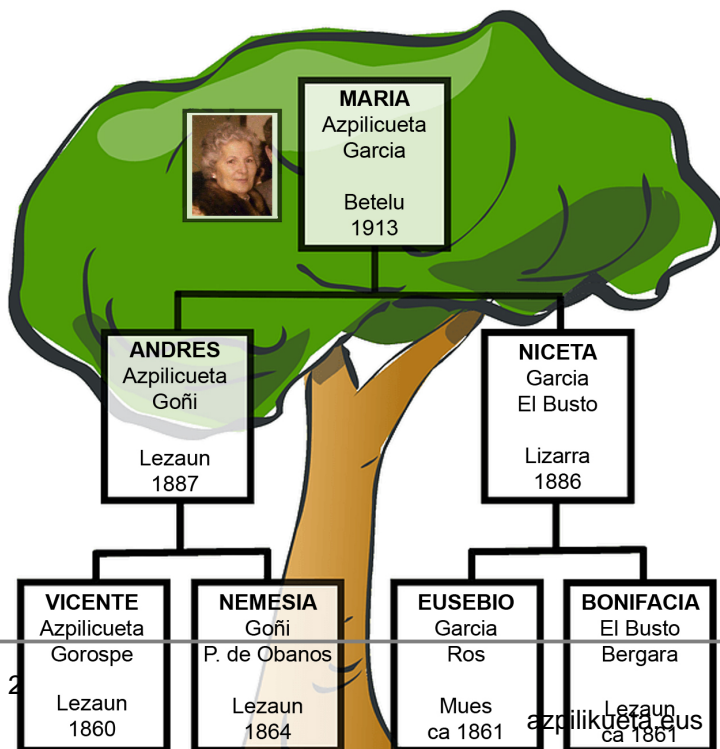 MARIA
Azpilicueta
Garcia
Betelu
1913
ANDRES
Azpilicueta
Goñi
Lezaun
1887
NICETA
Garcia
El Busto
Lizarra
1886
VICENTE
Azpilicueta
Gorospe
Lezaun
1860
NEMESIA
Goñi
P. de Obanos
Lezaun
1864
EUSEBIO
Garcia
Ros
Mues
ca 1861
BONIFACIA
El Busto
Bergara
Lezaun
ca 1861
2
azpilikueta.eus